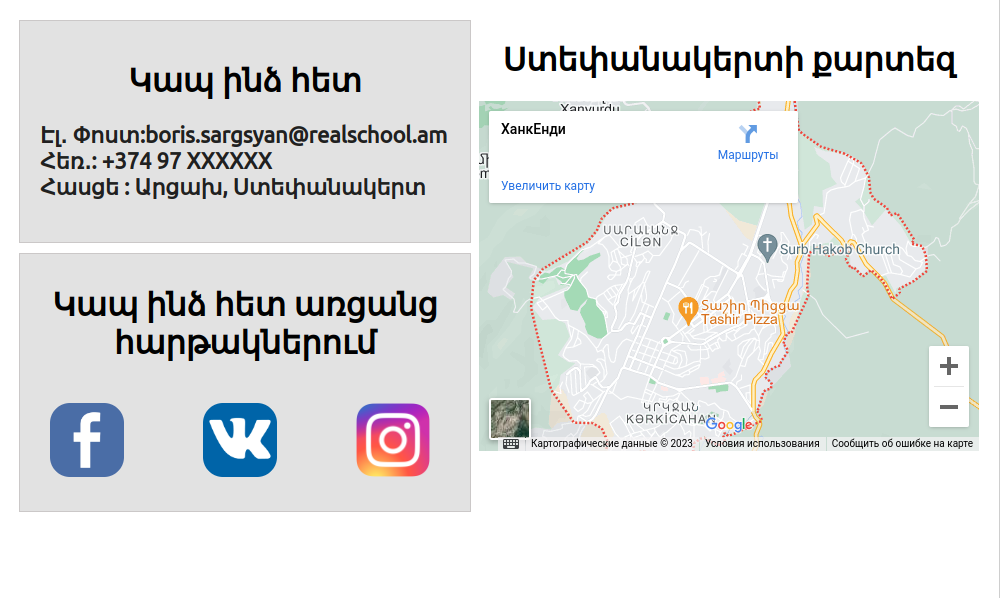 Կապ ինձ հետ
Էլ. Փոստ:boris.sargsyan@realschool.am
Հեռ.: +374 97 XXXXXX
Հասցե : Արցախ, Ստեփանակերտ
Կապ ինձ հետ առցանց
հարթակներում
Ստեփանակերտի քարտեզ
ХанкЕнди
Маршруты
Увеличить карту
ՍԱՐԱԼԱՆՋ
CİLƏN
Surb Hakob Church
Տաշիր Պիցցա
Tashir Pizza
ԿՐԿԺԱՆ
KƏRKİCAHAN
Google
Картографические данные © 2023
Условия использования
Сообщить об ошибке на карте